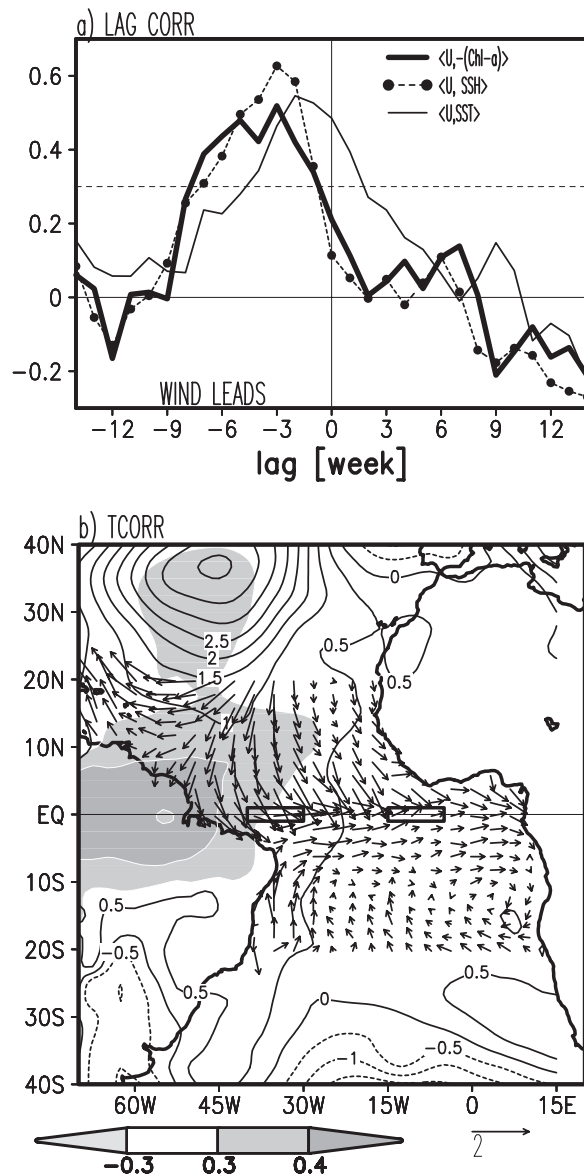 a) LAG CORR
0.6
0.4
0.2
0
-0.2
<U,-(Chl-a)>
<U, SSH>
<U,SST>
WIND LEADS
-12 -9 -6 -3 0 3 6 9 12
lag [week]
b) TCORR
40N
30N
20N
10N
EQ
10S
20S
30S
40S
0
0.5
0.5
2.5
2
1.5
1
0.5
-0.5
0.5
0
0.5
-0.5
-1
60W 45W 30W 15W 0 15E
-0.3 0.3 0.4
2